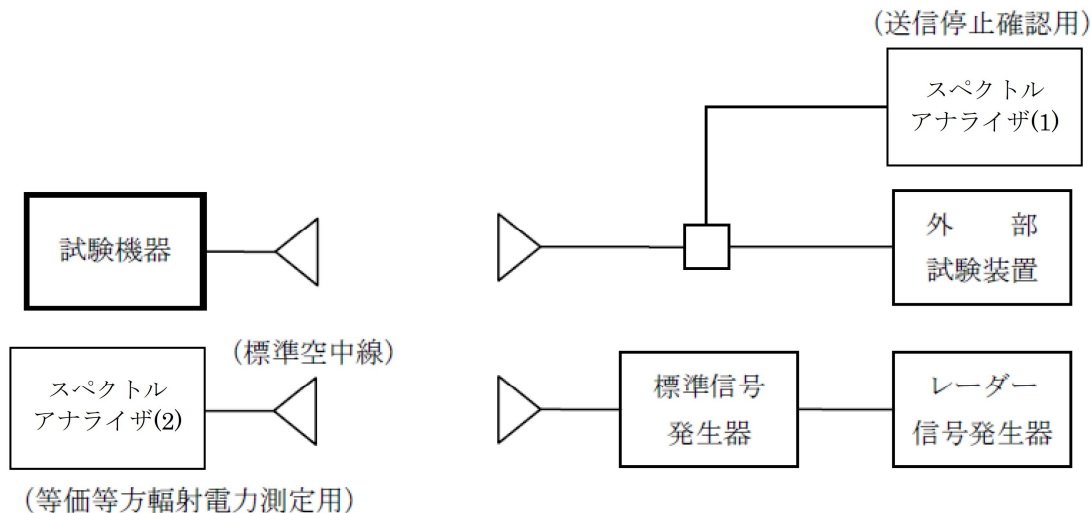 (送信停止確認用)
スペクトル
アナライザ(1)
試験機器
外　　部
試験装置
(標準空中線)
スペクトル
アナライザ(2)
標準信号
発生器
レーダー
信号発生器
(等価等方輻射電力測定用)